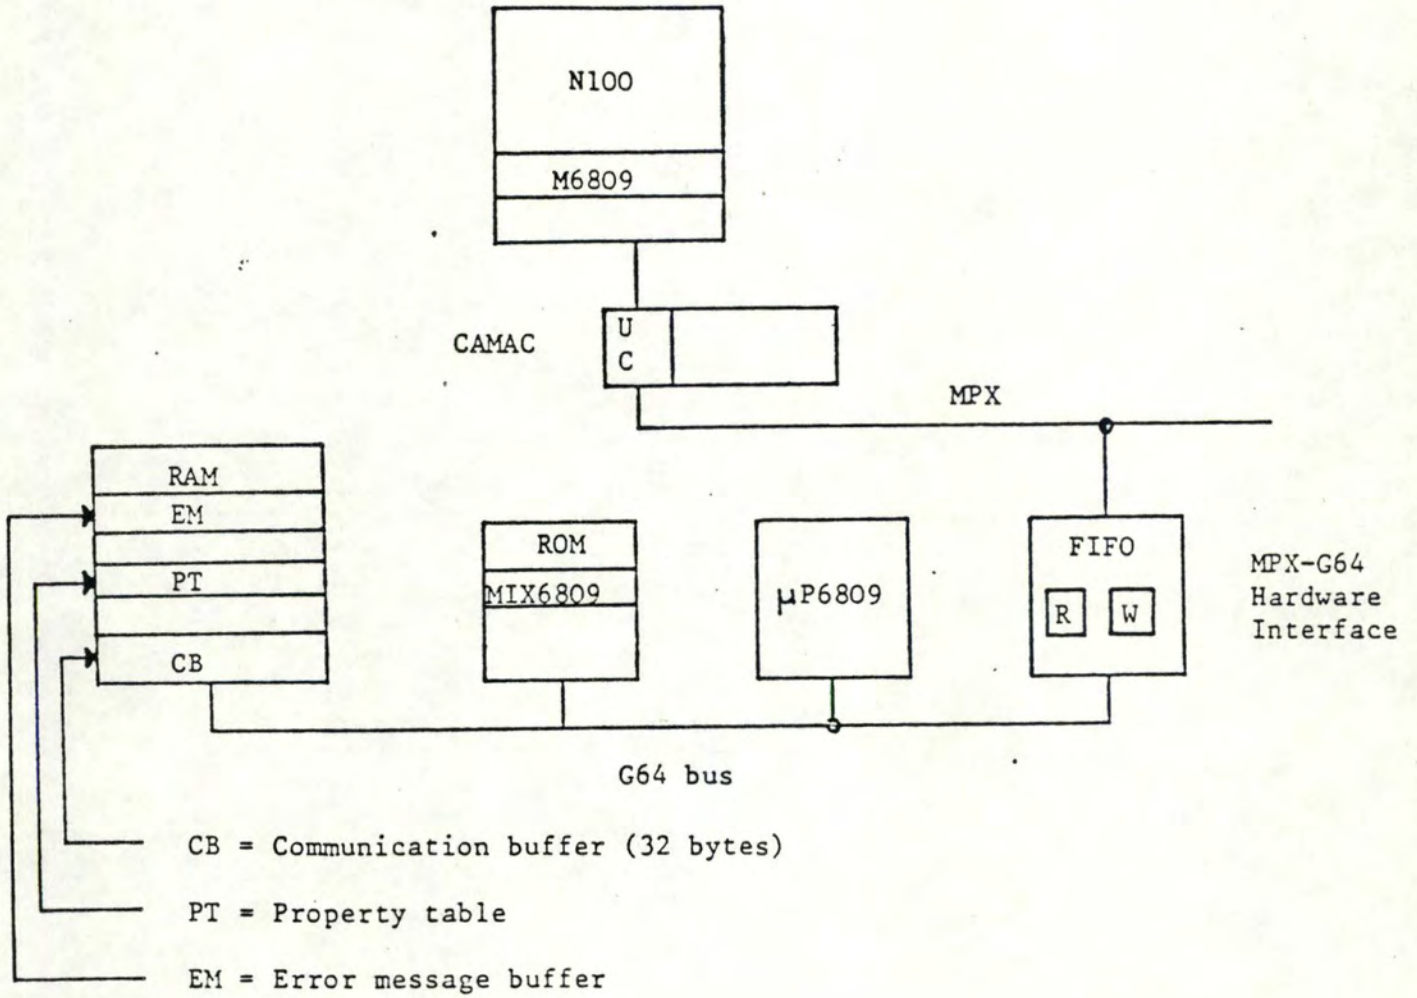 N100
M6809
CAMAC
U
C
MPX
RAM
EM
PT
CB
ROM
MIX6809
µP6809
FIFO
R W
MPX-G64
Hardware
Interface
G64 bus
CB = Communication buffer (32 bytes)
PT = Property table
EM = Error message buffer